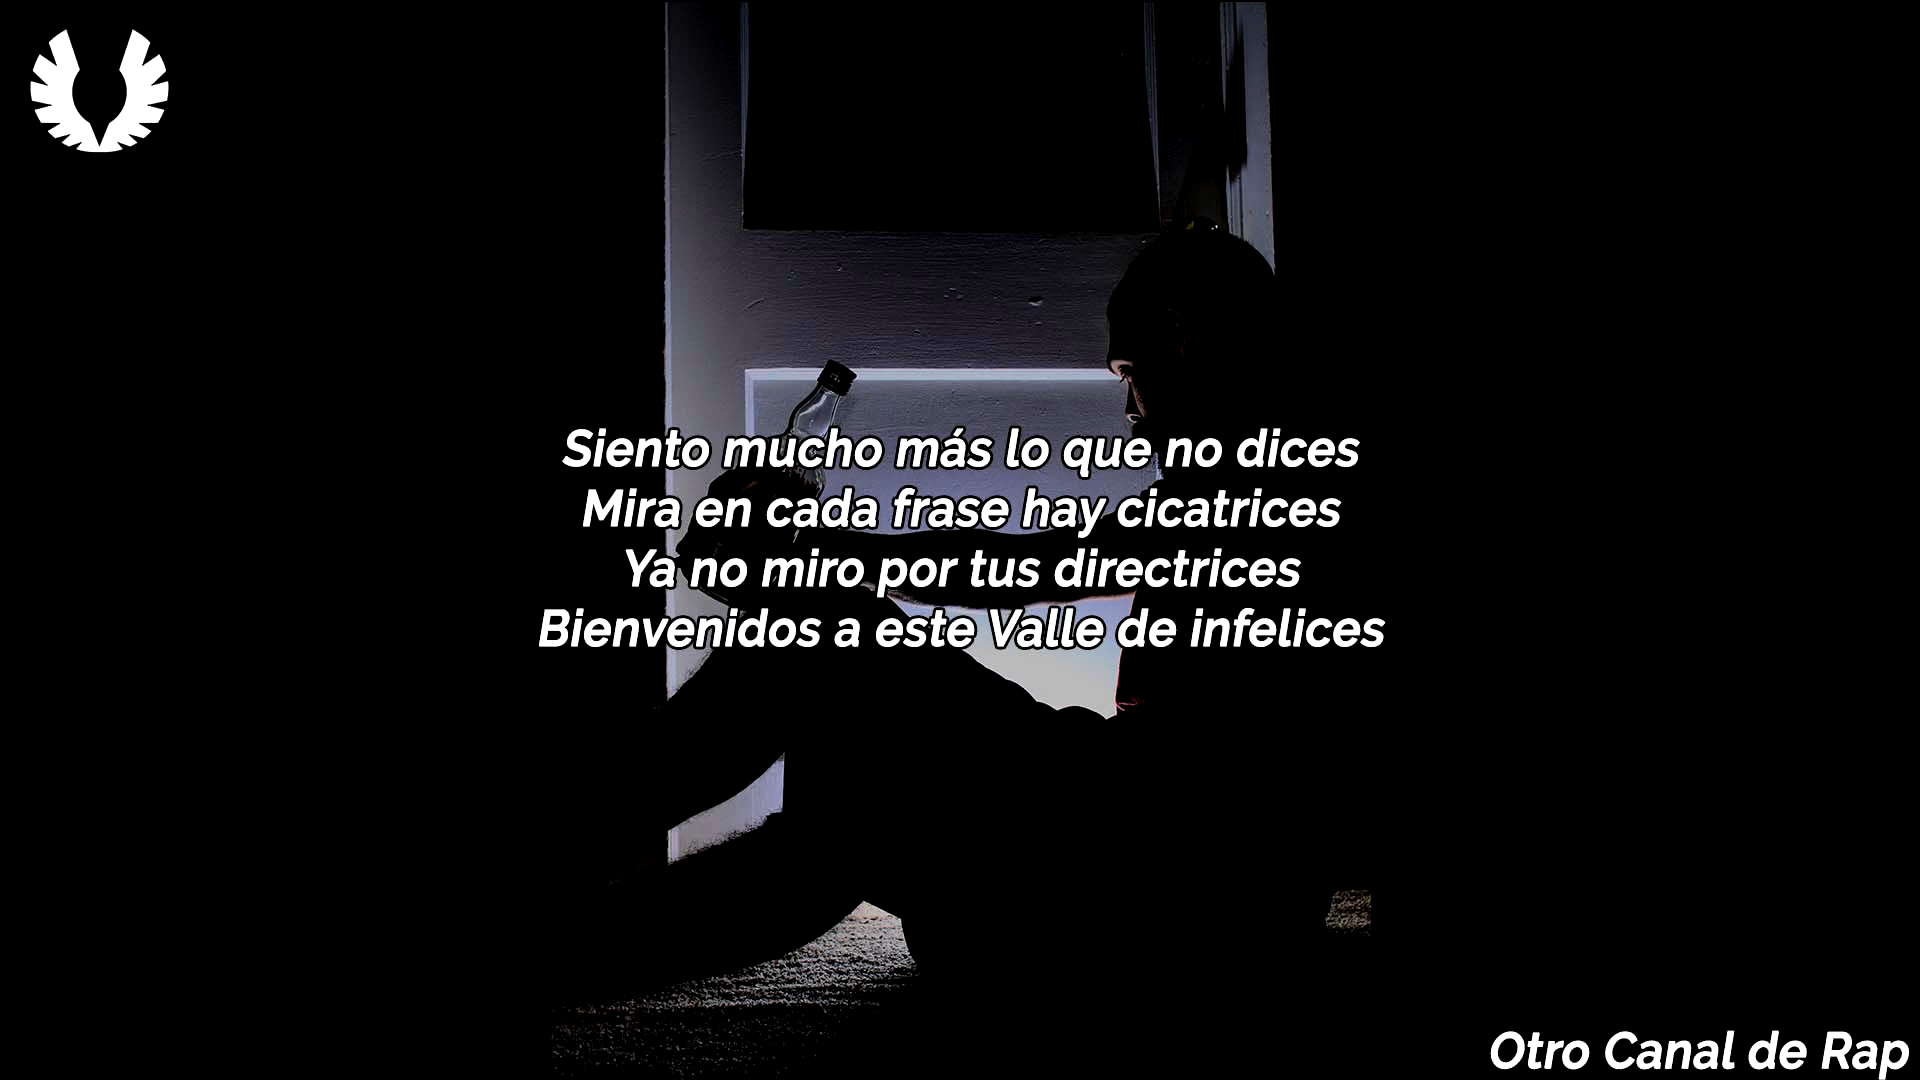 Siento mucho más lo que no dices
Mira en cada frase hay cicatrices
Ya no miro por tus directrices
Bienvenidos a este Valle de infelices
Otro Canal de Rap